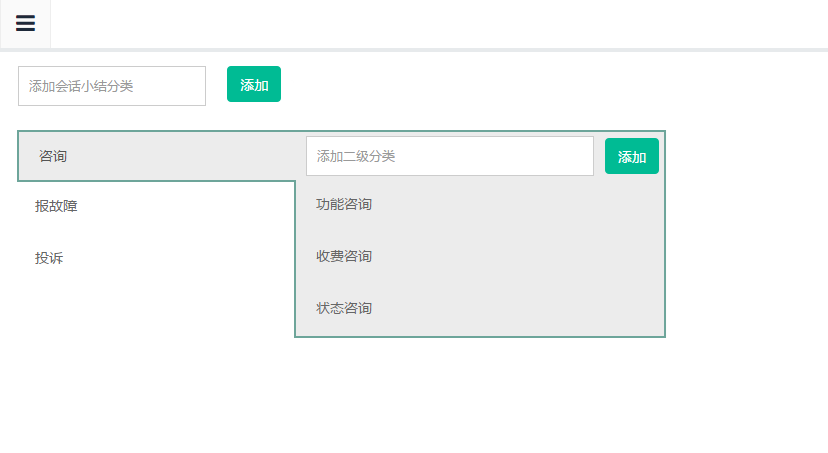 添加会话小结分类
添加
咨询
添加二级分类
添加
报故障
功能咨询
投诉
收费咨询
状态咨询